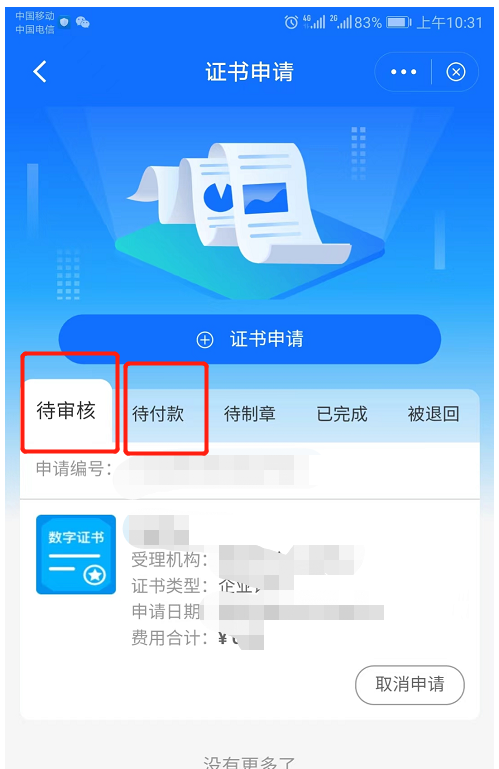 中国移动
中国电信
4G 2G 83% 上午10:31
证书申请
证书申请
待审核 待付款 待制章 已完成 被退回
申请编号：
数字证书
受理机构：
证书类型：企业
申请日期
费用合计：¥
取消申请
没有更多了